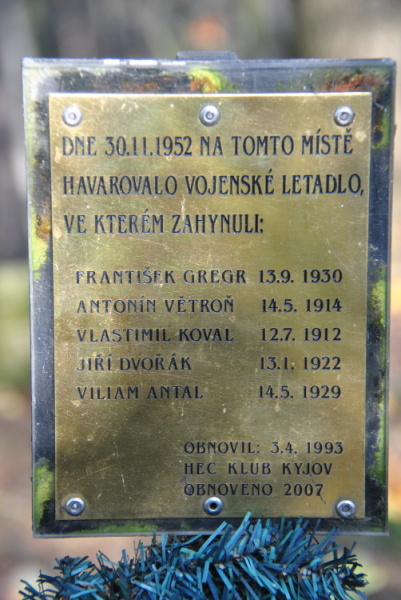 DNE 30.11.1952 NA TOMTO MÍSTĚ
HAVAROVALO VOJENSKÉ LETADLO,
VE KTERÉM ZAHYNULI:
FRANTIŠEK GREGR 13.9. 1930
ANTONÍN VĚTROŇ 14.5. 1914
VLASTIMIL KOVAL 12.7. 1912
JIŘÍ DVOŘÁK 13.1. 1922
VILIAM ANTAL 14.5. 1929
OBNOVIL: 3.4. 1993
HEC KLUB KYJOV
OBNOVENO 2007